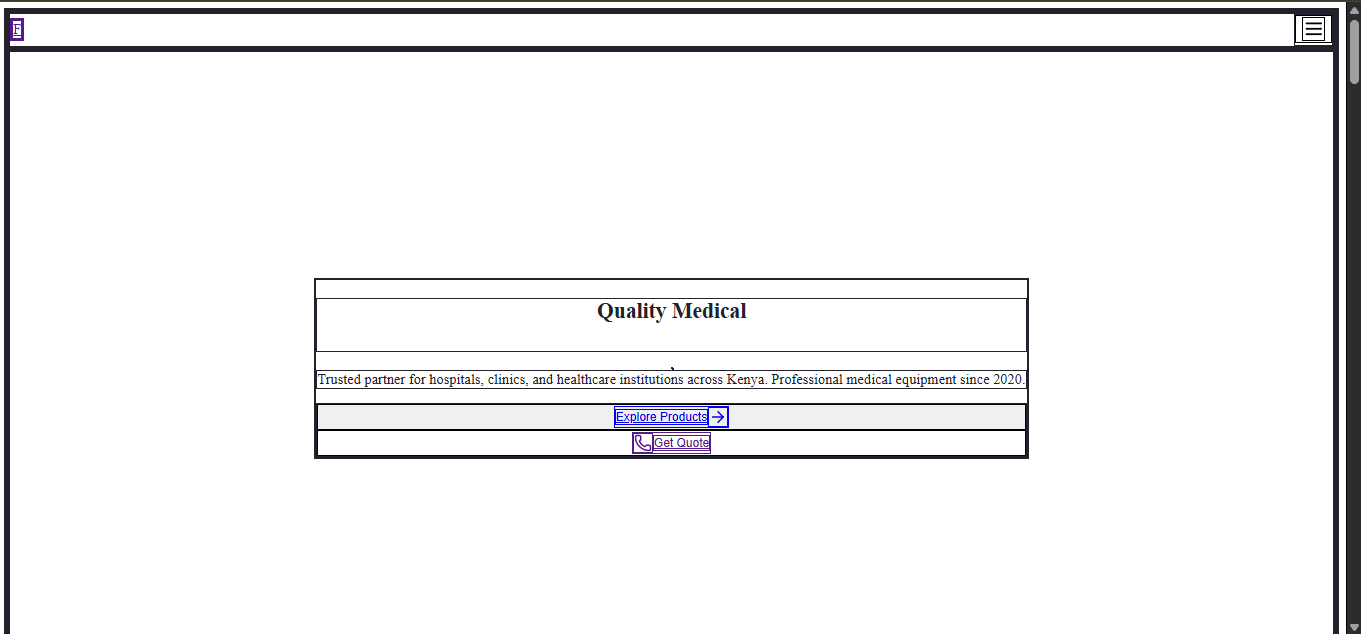 F
Quality Medical
,
Trusted partner for hospitals, clinics, and healthcare institutions across Kenya. Professional medical equipment since 2020.
Explore Products
Get Quote